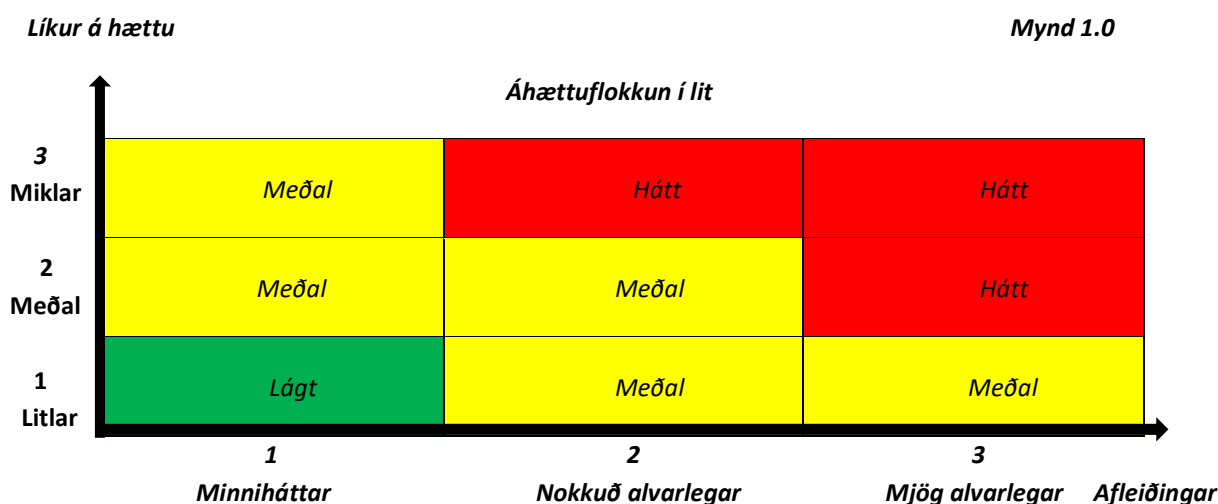 Líkur á hættu Mynd 1.0
Áhættuflokkun í lit
3
Miklar Meðal Hátt Hátt
2
Meðal Meðal Meðal Hátt
1
Litlar Lágt Meðal Meðal
1 2 3
Minniháttar Nokkuð alvarlegar Mjög alvarlegar Afleiðingar